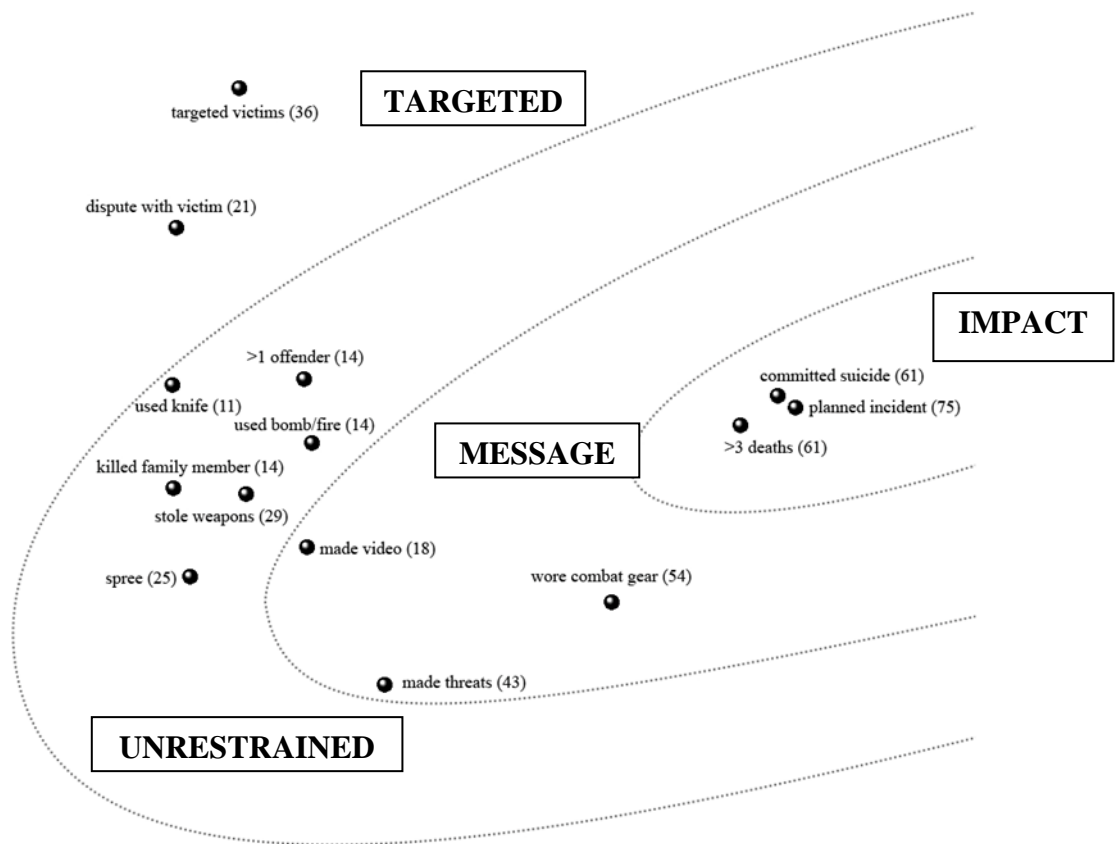 TARGETED
targeted victims (36)
dispute with victim (21)
IMPACT
>1 offender (14)
committed suicide (61)
used knife (11)
planned incident (75)
used bomb/fire (14)
>3 deaths (61)
MESSAGE
killed family member (14)
stole weapons (29)
made video (18)
spree (25)
wore combat gear (54)
made threats (43)
UNRESTRAINED